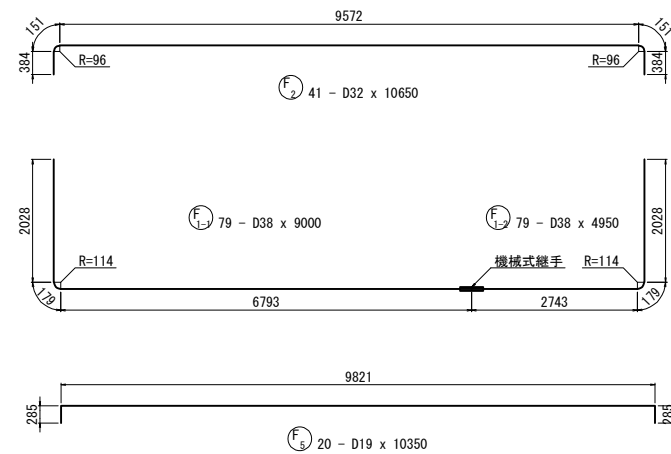 151 9572 151
384 R=96 R=96 384
F2 41 - D32 x 10650
2028 F1-1 79 - D38 x 9000 F1-2 79 - D38 x 4950 2028
R=114 機械式継手 R=114
179 6793 2743 179
9821
285 285
F5 20 - D19 x 10350